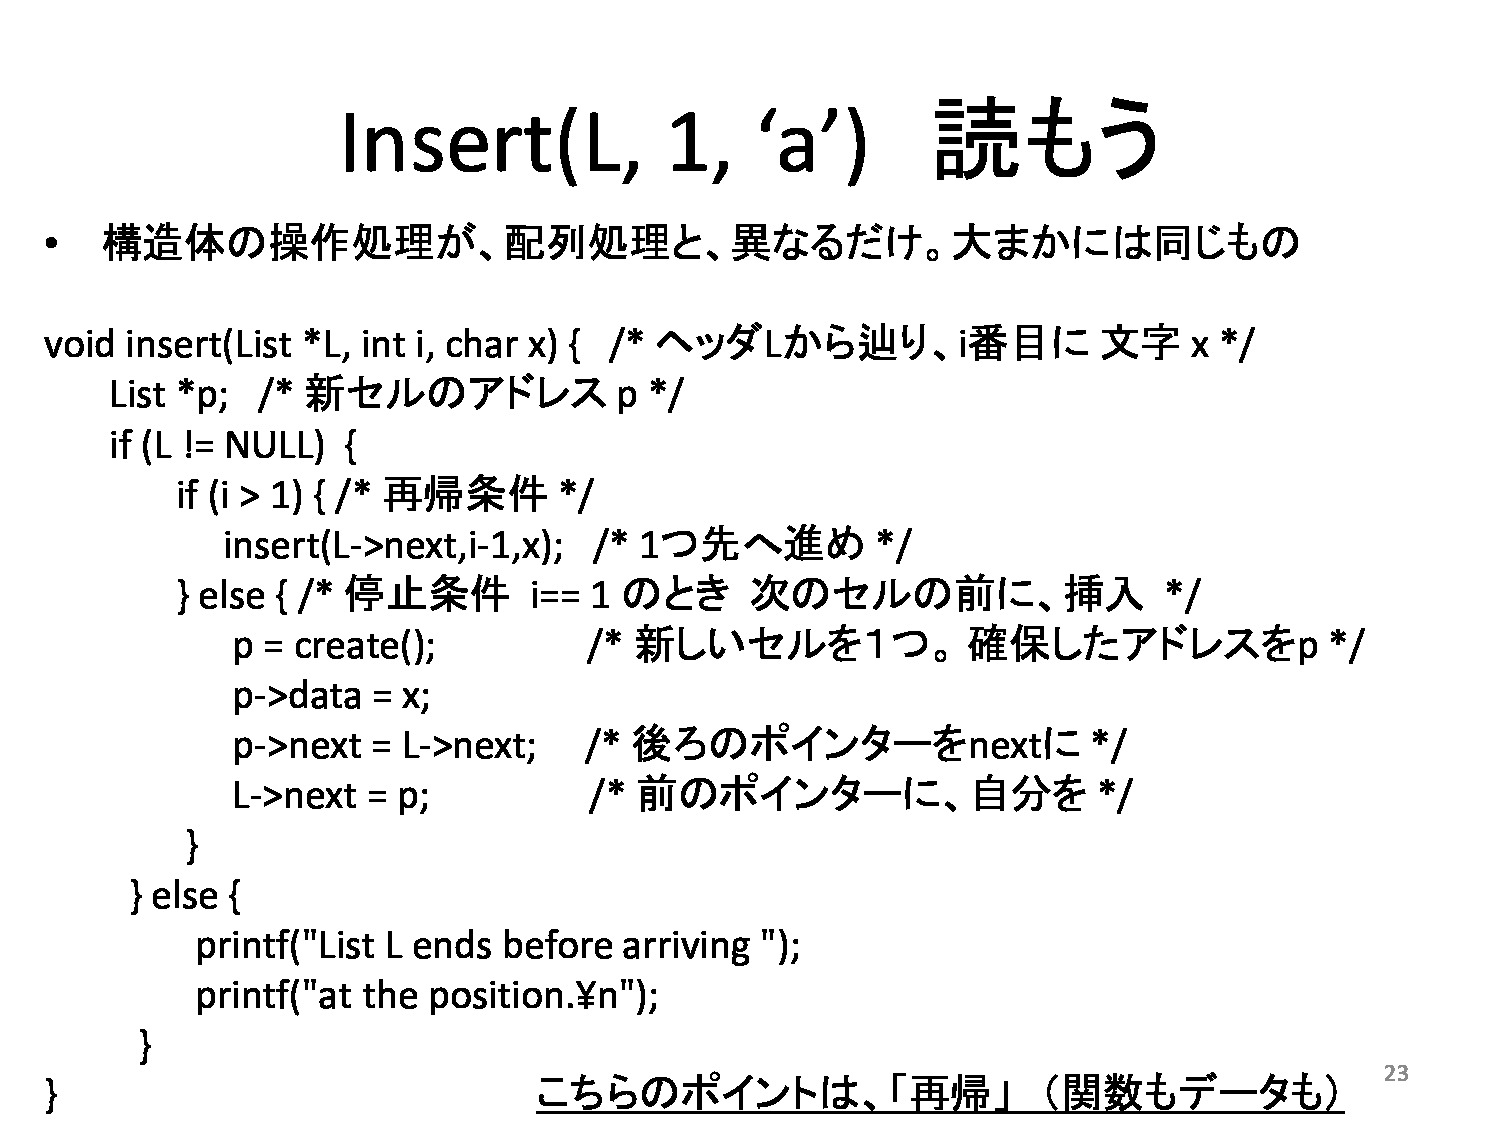 Insert(L, 1, ‘a’)　読もう
• 構造体の操作処理が、配列処理と、異なるだけ。大まかには同じもの
void insert(List *L, int i, char x) { /* ヘッダLから辿り、i番目に 文字 x */
List *p; /* 新セルのアドレス p */
if (L != NULL) {
if (i > 1) { /* 再帰条件 */
insert(L->next,i-1,x); /* 1つ先へ進め */
} else { /* 停止条件 i== 1 のとき 次のセルの前に、挿入 */
p = create(); /* 新しいセルを１つ。 確保したアドレスをp */
p->data = x;
p->next = L->next; /* 後ろのポインターをnextに */
L->next = p; /* 前のポインターに、自分を */
}
} else {
printf("List L ends before arriving ");
printf("at the position.¥n");
}
}
こちらのポイントは、「再帰」（関数もデータも）
23